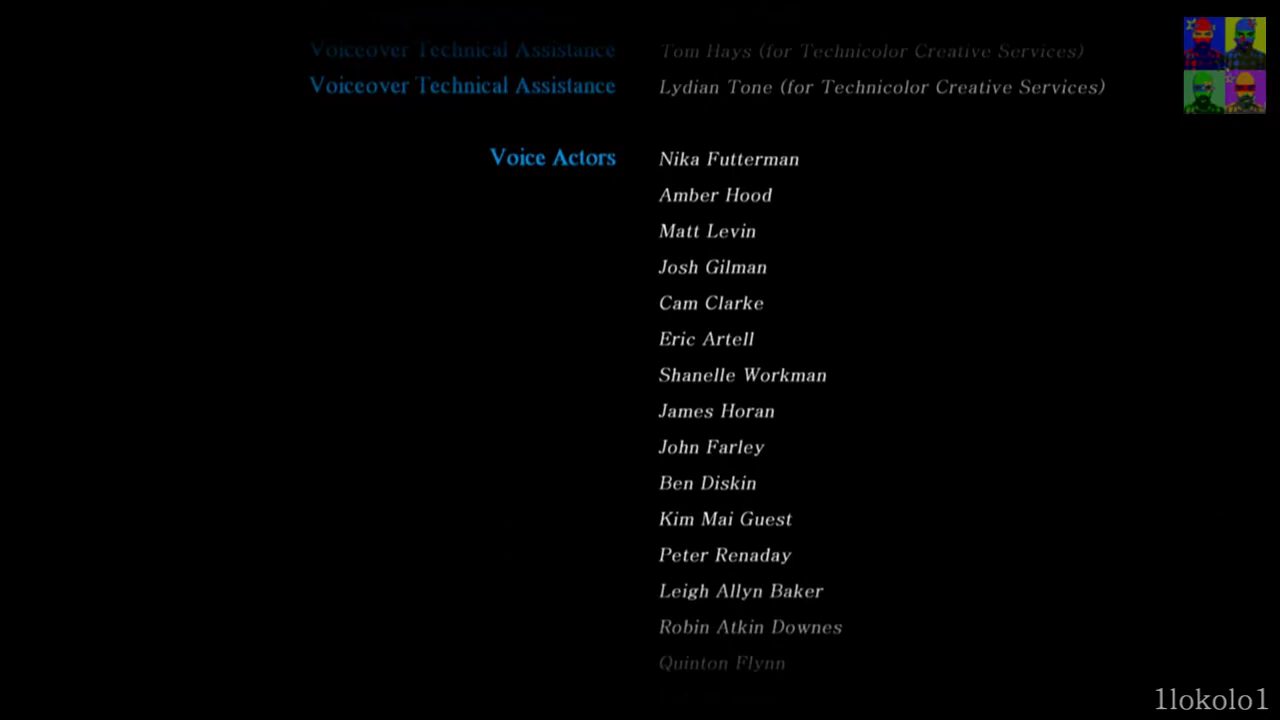 Voiceover Technical Assistance Tom Hays (for Technicolor Creative Services)
Voiceover Technical Assistance Lydian Tone (for Technicolor Creative Services)
Voice Actors Nika Futterman
Amber Hood
Matt Levin
Josh Gilman
Cam Clarke
Eric Artell
Shanelle Workman
James Horan
John Farley
Ben Diskin
Kim Mai Guest
Peter Renaday
Leigh Allyn Baker
Robin Atkin Downes
Quinton Flynn
1lokolo1